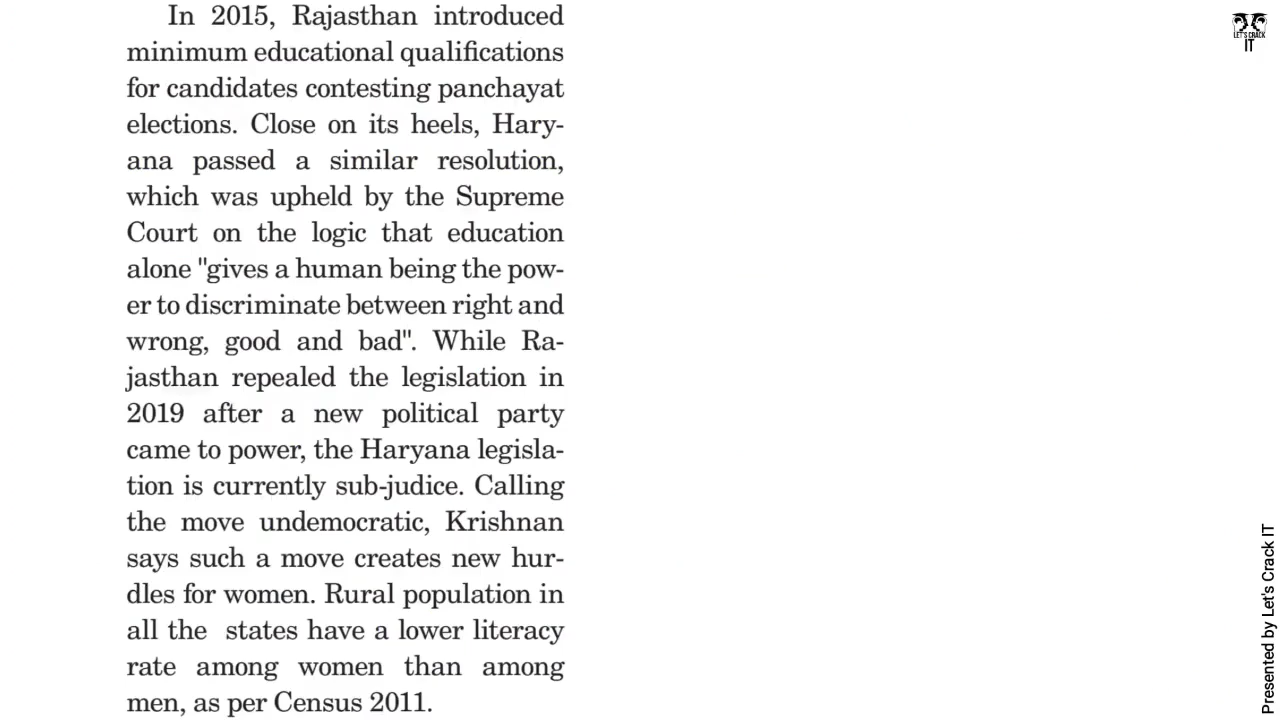 In 2015, Rajasthan introduced
minimum educational qualifications
for candidates contesting panchayat
elections. Close on its heels, Hary-
ana passed a similar resolution,
which was upheld by the Supreme
Court on the logic that education
alone "gives a human being the pow-
er to discriminate between right and
wrong, good and bad". While Ra-
jasthan repealed the legislation in
2019 after a new political party
came to power, the Haryana legisla-
tion is currently sub-judice. Calling
the move undemocratic, Krishnan
says such a move creates new hur-
dles for women. Rural population in
all the states have a lower literacy
rate among women than among
men, as per Census 2011.
LET'S CRACK
IT
Presented by Let's Crack IT